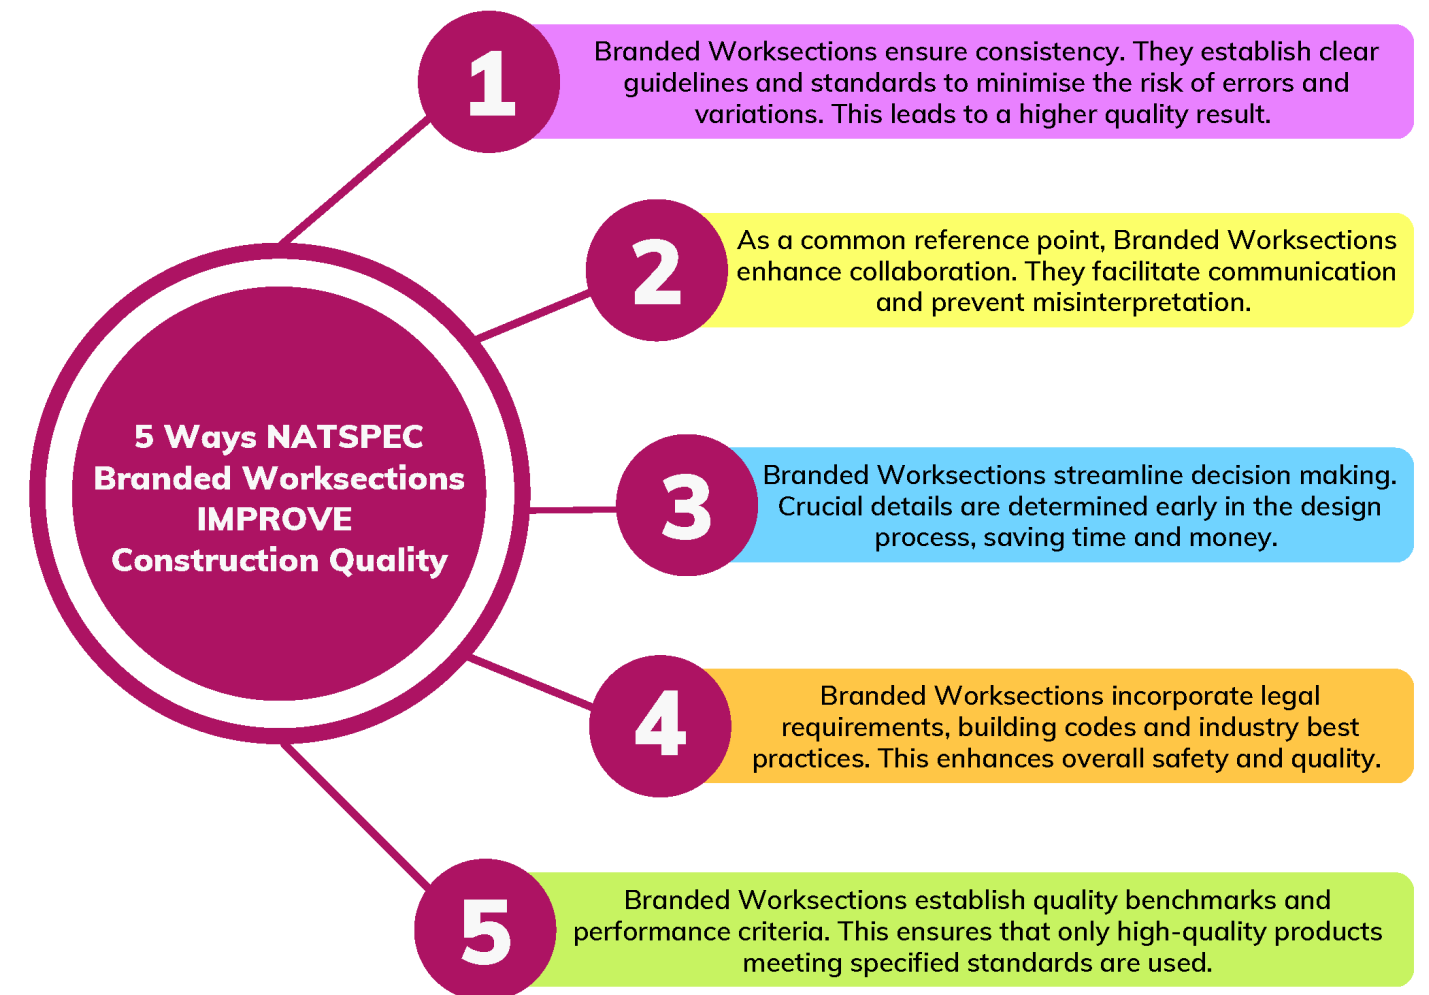 5 Ways NATSPEC
Branded Worksections
IMPROVE
Construction Quality
1
Branded Worksections ensure consistency. They establish clear
guidelines and standards to minimise the risk of errors and
variations. This leads to a higher quality result.
2
As a common reference point, Branded Worksections
enhance collaboration. They facilitate communication
and prevent misinterpretation.
3
Branded Worksections streamline decision making.
Crucial details are determined early in the design
process, saving time and money.
4
Branded Worksections incorporate legal
requirements, building codes and industry best
practices. This enhances overall safety and quality.
5
Branded Worksections establish quality benchmarks and
performance criteria. This ensures that only high-quality products
meeting specified standards are used.